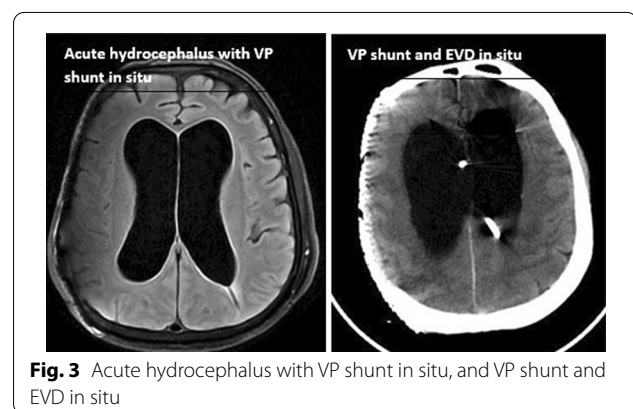 Acute hydrocephalus with VP
shunt in situ
VP shunt and EVD in situ
Fig. 3 Acute hydrocephalus with VP shunt in situ, and VP shunt and
EVD in situ